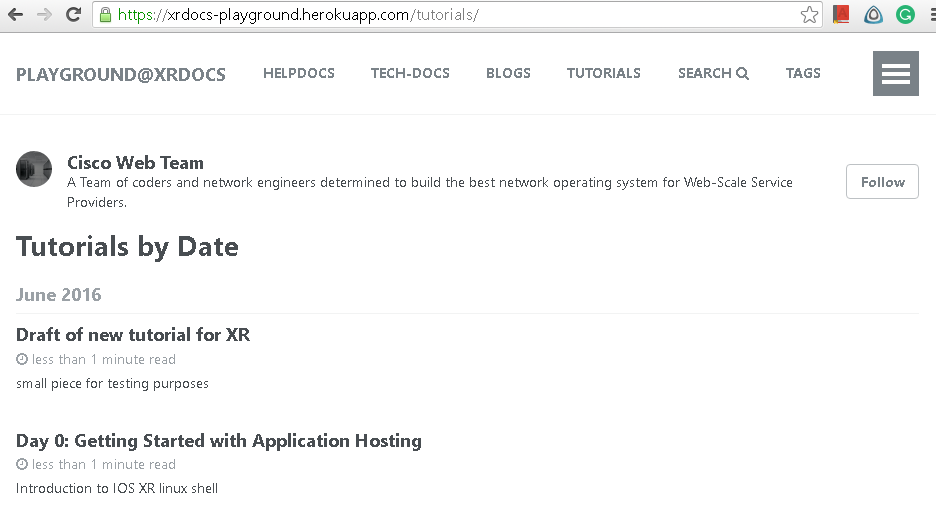 https://xrdocs-playground.herokuapp.com/tutorials/
PLAYGROUND@XRDOCS HELPDOCS TECH-DOCS BLOGS TUTORIALS SEARCH TAGS
Cisco Web Team
A Team of coders and network engineers determined to build the best network operating system for Web-Scale Service
Providers.
Follow
Tutorials by Date
June 2016
Draft of new tutorial for XR
less than 1 minute read
small piece for testing purposes
Day 0: Getting Started with Application Hosting
less than 1 minute read
Introduction to IOS XR linux shell